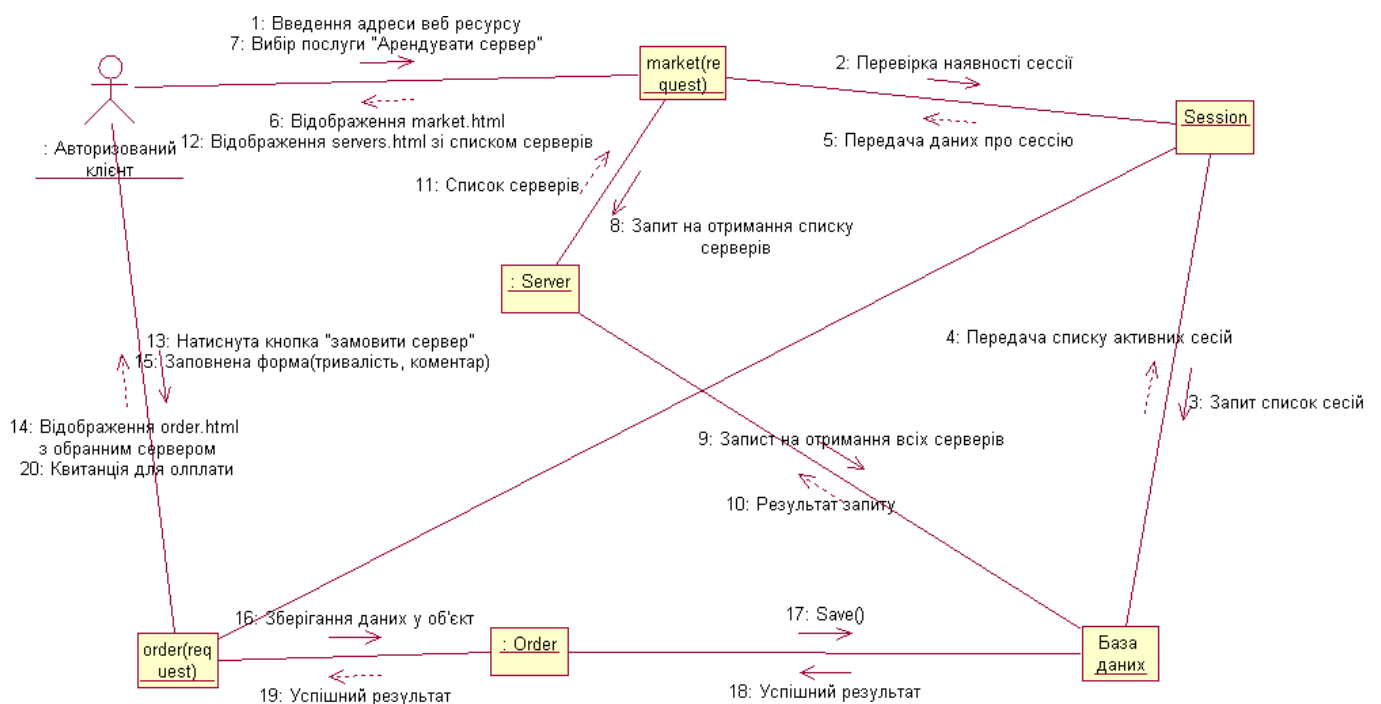 1: Введення адреси веб ресурсу
7: Вибір послуги "Арендувати сервер"
market(re
quest)
2: Перевірка наявності сессії
Session
6: Відображення market.html
12: Відображення servers.html зі списком серверів
5: Передача даних про сессію
: Авторизований
клієнт
11: Список серверів
8: Запит на отримання списку
серверів
: Server
13: Натиснута кнопка "замовити сервер"
15: Заповнена форма(тривалість, коментар)
4: Передача списку активних сесій
3: Запит список сесій
14: Відображення order.html
з обранним сервером
20: Квитанція для олплати
9: Запист на отримання всіх серверів
10: Результат запиту
16: Зберігання даних у об'єкт
17: Save()
order(req
uest)
: Order
База
даних
19: Успішний результат
18: Успішний результат